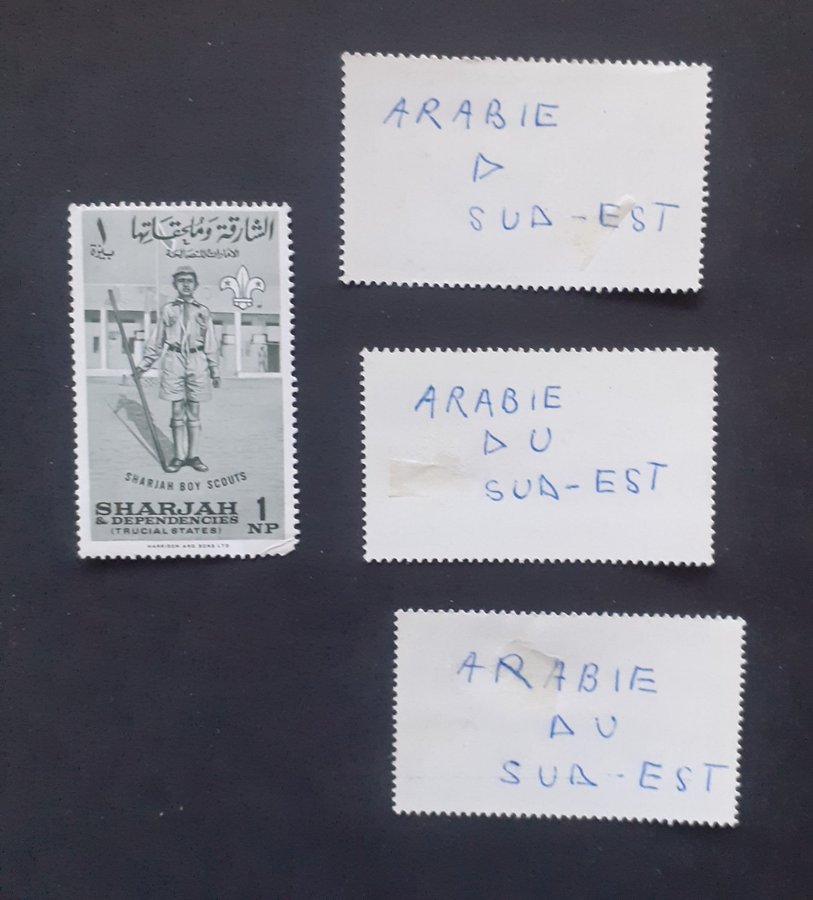 الشارقة وملحقاتها
١
بيزة
الامارات المتصالحة
SHARJAH BOY SCOUTS
SHARJAH
& DEPENDENCIES
(TRUCIAL STATES)
1
NP
HARRISON AND SONS LTD
ARABIE
D
SUD-EST
ARABIE
DU
SUD-EST
ARABIE
DU
SUD-EST